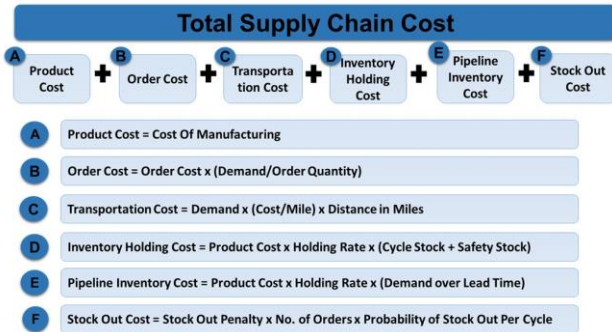 Total Supply Chain Cost
A
Product
Cost
+
B
Order Cost
+
C
Transporta
tion Cost
+
D
Inventory
Holding
Cost
+
E
Pipeline
Inventory
Cost
+
F
Stock Out
Cost
A Product Cost = Cost Of Manufacturing
B Order Cost = Order Cost x (Demand/Order Quantity)
C Transportation Cost = Demand x (Cost/Mile) x Distance in Miles
D Inventory Holding Cost = Product Cost x Holding Rate x (Cycle Stock + Safety Stock)
E Pipeline Inventory Cost = Product Cost x Holding Rate x (Demand over Lead Time)
F Stock Out Cost = Stock Out Penalty x No. of Orders x Probability of Stock Out Per Cycle